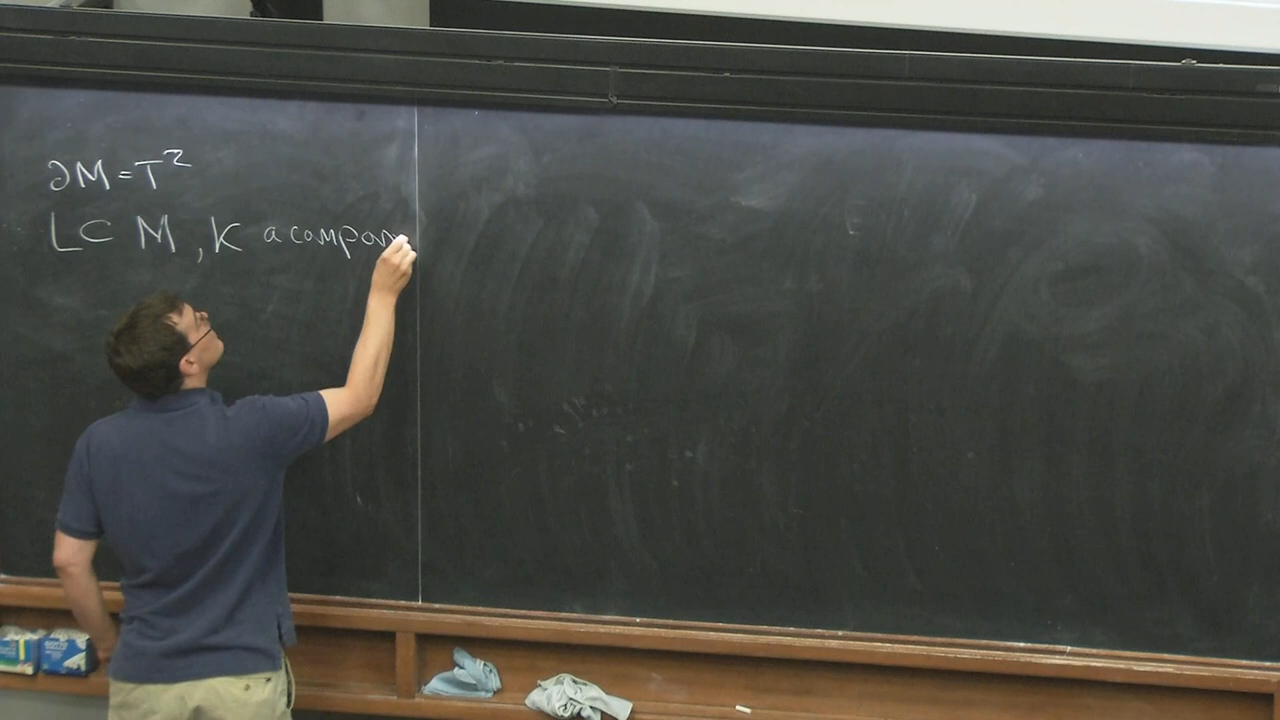 ∂M=T²
L⊂ M, K a compon